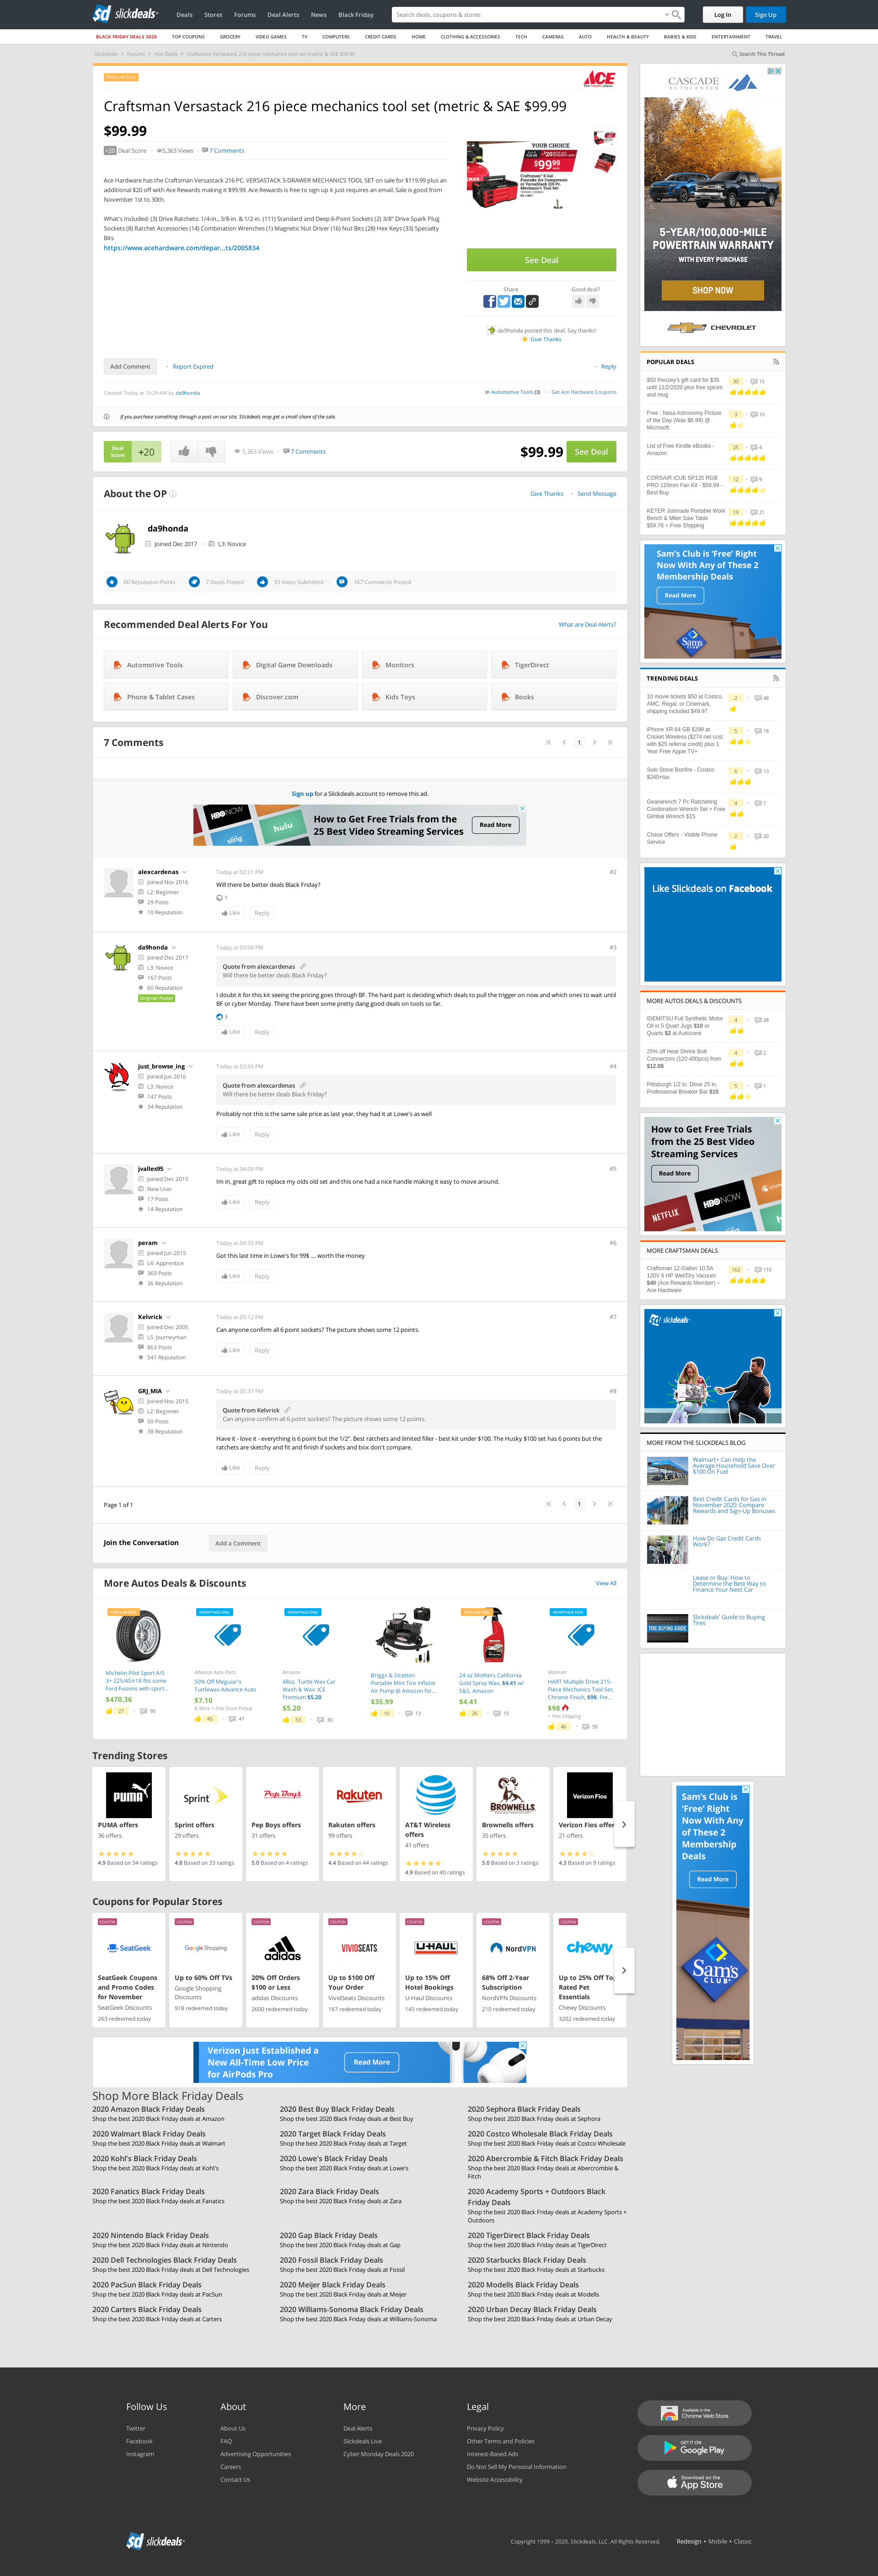 slickdeals
Deals Stores Forums Deal Alerts News Black Friday
Search deals, coupons & stores
Log In Sign Up
BLACK FRIDAY DEALS 2020 TOP COUPONS GROCERY VIDEO GAMES TV COMPUTERS CREDIT CARDS HOME CLOTHING & ACCESSORIES TECH CAMERAS AUTO HEALTH & BEAUTY BABIES & KIDS ENTERTAINMENT TRAVEL
Slickdeals > Forums > Hot Deals > Craftsman Versastack 216 piece mechanics tool set (metric & SAE $99.99
Search This Thread
POPULAR DEAL
ACE
Craftsman Versastack 216 piece mechanics tool set (metric & SAE $99.99
$99.99
+20 Deal Score · 5,363 Views · 7 Comments
Ace Hardware has the Craftsman Versastack 216 PC. VERSASTACK 3-DRAWER MECHANICS TOOL SET on sale for $119.99 plus an
additional $20 off with Ace Rewards making it $99.99. Ace Rewards is free to sign up it just requires an email. Sale is good from
November 1st to 30th.
What's Included: (3) Drive Ratchets: 1/4-in., 3/8-in. & 1/2-in. (111) Standard and Deep 6-Point Sockets (2) 3/8" Drive Spark Plug
Sockets (8) Ratchet Accessories (14) Combination Wrenches (1) Magnetic Nut Driver (16) Nut Bits (28) Hex Keys (33) Specialty
Bits
https://www.acehardware.com/depar...ts/2005834
YOUR CHOICE
$99.99
See Deal
Share
Good deal?
da9honda posted this deal. Say thanks!
Give Thanks
Add Comment · Report Expired
· Reply
Created Today at 10:29 AM by da9honda
in Automotive Tools (3) · Get Ace Hardware Coupons
If you purchase something through a post on our site, Slickdeals may get a small share of the sale.
Deal Score +20
5,363 Views · 7 Comments
$99.99 See Deal
About the OP
Give Thanks · Send Message
da9honda
Joined Dec 2017 · L3: Novice
60 Reputation Points · 7 Deals Posted · 93 Votes Submitted · 167 Comments Posted
Recommended Deal Alerts For You
What are Deal Alerts?
Automotive Tools
Digital Game Downloads
Monitors
TigerDirect
Phone & Tablet Cases
Discover.com
Kids Toys
Books
7 Comments
1
Sign up for a Slickdeals account to remove this ad.
HBO NOW
sling
hulu
How to Get Free Trials from the
25 Best Video Streaming Services
Read More
alexcardenas
Joined Nov 2016
L2: Beginner
29 Posts
10 Reputation
Today at 02:21 PM
#2
Will there be better deals Black Friday?
1
Like Reply
da9honda
Joined Dec 2017
L3: Novice
167 Posts
60 Reputation
Original Poster
Today at 03:08 PM
#3
Quote from alexcardenas
Will there be better deals Black Friday?
I doubt it for this kit seeing the pricing goes through BF. The hard part is deciding which deals to pull the trigger on now and which ones to wait until
BF or cyber Monday. There have been some pretty dang good deals on tools so far.
3
Like Reply
just_browse_ing
Joined Jun 2016
L3: Novice
147 Posts
34 Reputation
Today at 03:59 PM
#4
Quote from alexcardenas
Will there be better deals Black Friday?
Probably not this is the same sale price as last year, they had it at Lowe's as well
Like Reply
jvalles95
Joined Dec 2015
New User
17 Posts
14 Reputation
Today at 04:09 PM
#5
Im in, great gift to replace my olds old set and this one had a nice handle making it easy to move around.
Like Reply
peram
Joined Jun 2015
L4: Apprentice
369 Posts
36 Reputation
Today at 04:35 PM
#6
Got this last time in Lowe's for 99$ .... worth the money
Like Reply
Kelvrick
Joined Dec 2005
L5: Journeyman
863 Posts
541 Reputation
Today at 05:12 PM
#7
Can anyone confirm all 6 point sockets? The picture shows some 12 points.
Like Reply
GRJ_MIA
Joined Nov 2015
L2: Beginner
50 Posts
38 Reputation
Today at 05:37 PM
#8
Quote from Kelvrick
Can anyone confirm all 6 point sockets? The picture shows some 12 points.
Have it - love it - everything is 6 point but the 1/2". Best ratchets and limited filler - best kit under $100. The Husky $100 set has 6 points but the
ratchets are sketchy and fit and finish if sockets and box don't compare.
Like Reply
Page 1 of 1
1
Join the Conversation
Add a Comment
More Autos Deals & Discounts
View All
POPULAR DEAL
Michelin Pilot Sport A/S
3+ 225/45/r18 fits some
Ford Fusions with sport...
$470.36
27 · 95
FRONTPAGE DEAL
Advance Auto Parts
50% Off Meguiar's
Turtlewax Advance Auto
$7.10
& More + Free Store Pickup
45 · 47
FRONTPAGE DEAL
Amazon
48oz. Turtle Wax Car
Wash & Wax: ICE
Premium $5.20
$5.20
53 · 30
Briggs & Stratton
Portable Mini Tire Inflator
Air Pump @ Amazon for...
$35.99
16 · 13
POPULAR DEAL
24 oz Mothers California
Gold Spray Wax, $4.41 w/
S&S, Amazon
$4.41
26 · 15
FRONTPAGE DEAL
Walmart
HART Multiple Drive 215-
Piece Mechanics Tool Set,
Chrome Finish, $98, Fre...
$98
+ Free Shipping
46 · 50
Trending Stores
PUMA
PUMA offers
36 offers
4.9 Based on 34 ratings
Sprint
Sprint offers
29 offers
4.8 Based on 33 ratings
Pep Boys
Pep Boys offers
31 offers
5.0 Based on 4 ratings
Rakuten
Rakuten offers
99 offers
4.4 Based on 44 ratings
AT&T Wireless
offers
41 offers
4.9 Based on 40 ratings
BROWNELLS
Brownells offers
35 offers
5.0 Based on 3 ratings
Verizon Fios
Verizon Fios offer
21 offers
4.3 Based on 9 ratings
Coupons for Popular Stores
COUPON
SeatGeek
SeatGeek Coupons
and Promo Codes
for November
SeatGeek Discounts
263 redeemed today
COUPON
Google Shopping
Up to 60% Off TVs
Google Shopping
Discounts
918 redeemed today
COUPON
adidas
20% Off Orders
$100 or Less
adidas Discounts
2600 redeemed today
COUPON
VIVIDSEATS
Up to $100 Off
Your Order
VividSeats Discounts
167 redeemed today
COUPON
U-HAUL
Up to 15% Off
Hotel Bookings
U-Haul Discounts
145 redeemed today
COUPON
NordVPN
68% Off 2-Year
Subscription
NordVPN Discounts
210 redeemed today
COUPON
chewy
Up to 25% Off To
Rated Pet
Essentials
Chewy Discounts
3202 redeemed today
Verizon Just Established a
New All-Time Low Price
for AirPods Pro
Read More
Shop More Black Friday Deals
2020 Amazon Black Friday Deals
Shop the best 2020 Black Friday deals at Amazon
2020 Best Buy Black Friday Deals
Shop the best 2020 Black Friday deals at Best Buy
2020 Sephora Black Friday Deals
Shop the best 2020 Black Friday deals at Sephora
2020 Walmart Black Friday Deals
Shop the best 2020 Black Friday deals at Walmart
2020 Target Black Friday Deals
Shop the best 2020 Black Friday deals at Target
2020 Costco Wholesale Black Friday Deals
Shop the best 2020 Black Friday deals at Costco Wholesale
2020 Kohl's Black Friday Deals
Shop the best 2020 Black Friday deals at Kohl's
2020 Lowe's Black Friday Deals
Shop the best 2020 Black Friday deals at Lowe's
2020 Abercrombie & Fitch Black Friday Deals
Shop the best 2020 Black Friday deals at Abercrombie &
Fitch
2020 Fanatics Black Friday Deals
Shop the best 2020 Black Friday deals at Fanatics
2020 Zara Black Friday Deals
Shop the best 2020 Black Friday deals at Zara
2020 Academy Sports + Outdoors Black
Friday Deals
Shop the best 2020 Black Friday deals at Academy Sports +
Outdoors
2020 Nintendo Black Friday Deals
Shop the best 2020 Black Friday deals at Nintendo
2020 Gap Black Friday Deals
Shop the best 2020 Black Friday deals at Gap
2020 TigerDirect Black Friday Deals
Shop the best 2020 Black Friday deals at TigerDirect
2020 Dell Technologies Black Friday Deals
Shop the best 2020 Black Friday deals at Dell Technologies
2020 Fossil Black Friday Deals
Shop the best 2020 Black Friday deals at Fossil
2020 Starbucks Black Friday Deals
Shop the best 2020 Black Friday deals at Starbucks
2020 PacSun Black Friday Deals
Shop the best 2020 Black Friday deals at PacSun
2020 Meijer Black Friday Deals
Shop the best 2020 Black Friday deals at Meijer
2020 Modells Black Friday Deals
Shop the best 2020 Black Friday deals at Modells
2020 Carters Black Friday Deals
Shop the best 2020 Black Friday deals at Carters
2020 Williams-Sonoma Black Friday Deals
Shop the best 2020 Black Friday deals at Williams-Sonoma
2020 Urban Decay Black Friday Deals
Shop the best 2020 Black Friday deals at Urban Decay
CASCADE
AUTO CENTER
5-YEAR/100,000-MILE
POWERTRAIN WARRANTY
WITH EVERY PURCHASE
SHOP NOW
CHEVROLET
POPULAR DEALS
$50 Penzey's gift card for $35
until 11/2/2020 plus free spices
and mug
30 · 15
Free : Nasa Astronomy Picture
of the Day (Was $6.99) @
Microsoft
3 · 10
List of Free Kindle eBooks -
Amazon
25 · 4
CORSAIR iCUE SP120 RGB
PRO 120mm Fan Kit - $59.99 -
Best Buy
12 · 9
KETER Jobmade Portable Work
Bench & Miter Saw Table
$59.76 + Free Shipping
19 · 21
Sam's Club is 'Free' Right
Now With Any of These 2
Membership Deals
Read More
Sam's
TRENDING DEALS
10 movie tickets $50 at Costco,
AMC, Regal, or Cinemark,
shipping included $49.97
2 · 48
iPhone XR 64 GB $299 at
Cricket Wireless ($274 net cost
with $25 referral credit) plus 1
Year Free Apple TV+
5 · 18
Solo Stove Bonfire - Costco
$240+tax
6 · 13
Gearwrench 7 Pc Ratcheting
Combination Wrench Set + Free
Gimbal Wrench $15
4 · 7
Chase Offers - Visible Phone
Service
2 · 20
Like Slickdeals on Facebook
MORE AUTOS DEALS & DISCOUNTS
IDEMITSU Full Synthetic Motor
Oil in 5 Quart Jugs $10 or
Quarts $2 at Autozone
4 · 28
25% off Heat Shrink Butt
Connectors (120-400pcs) from
$12.08
4 · 2
Pittsburgh 1/2 in. Drive 25 in.
Professional Breaker Bar $15
5 · 1
How to Get Free Trials
from the 25 Best Video
Streaming Services
Read More
NETFLIX
HBO NOW
MORE CRAFTSMAN DEALS
Craftsman 12-Gallon 10.5A
120V 6 HP Wet/Dry Vacuum
$40 (Ace Rewards Member) ~
Ace Hardware
163 · 110
slickdeals
MORE FROM THE SLICKDEALS BLOG
Walmart+ Can Help the
Average Household Save Over
$100 On Fuel
Best Credit Cards for Gas in
November 2020: Compare
Rewards and Sign-Up Bonuses
How Do Gas Credit Cards
Work?
Lease or Buy: How to
Determine the Best Way to
Finance Your Next Car
TIRE BUYING GUIDE
Slickdeals' Guide to Buying
Tires
Sam's Club is
'Free' Right
Now With Any
of These 2
Membership
Deals
Read More
Sam's
CLUB
Follow Us
Twitter
Facebook
Instagram
About
About Us
FAQ
Advertising Opportunities
Careers
Contact Us
More
Deal Alerts
Slickdeals Live
Cyber Monday Deals 2020
Legal
Privacy Policy
Other Terms and Policies
Interest-Based Ads
Do Not Sell My Personal Information
Website Accessibility
Available in the
Chrome Web Store
GET IT ON
Google Play
Download on the
App Store
slickdeals
Copyright 1999 - 2020. Slickdeals, LLC. All Rights Reserved. Redesign • Mobile • Classic